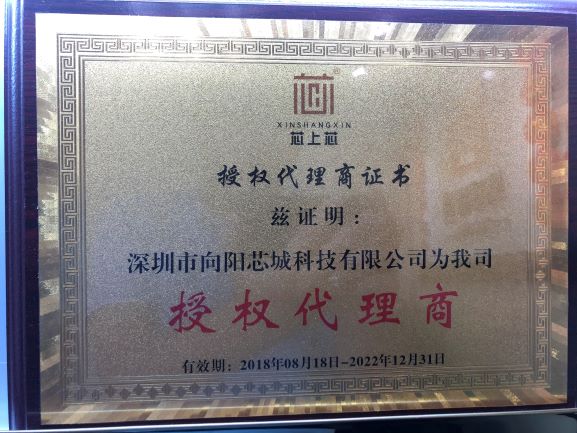 XINSHANGXIN
芯上芯
授权代理商证书
兹证明：
深圳市向阳芯城科技有限公司为我司
授权代理商
有效期：2018年08月18日-2022年12月31日